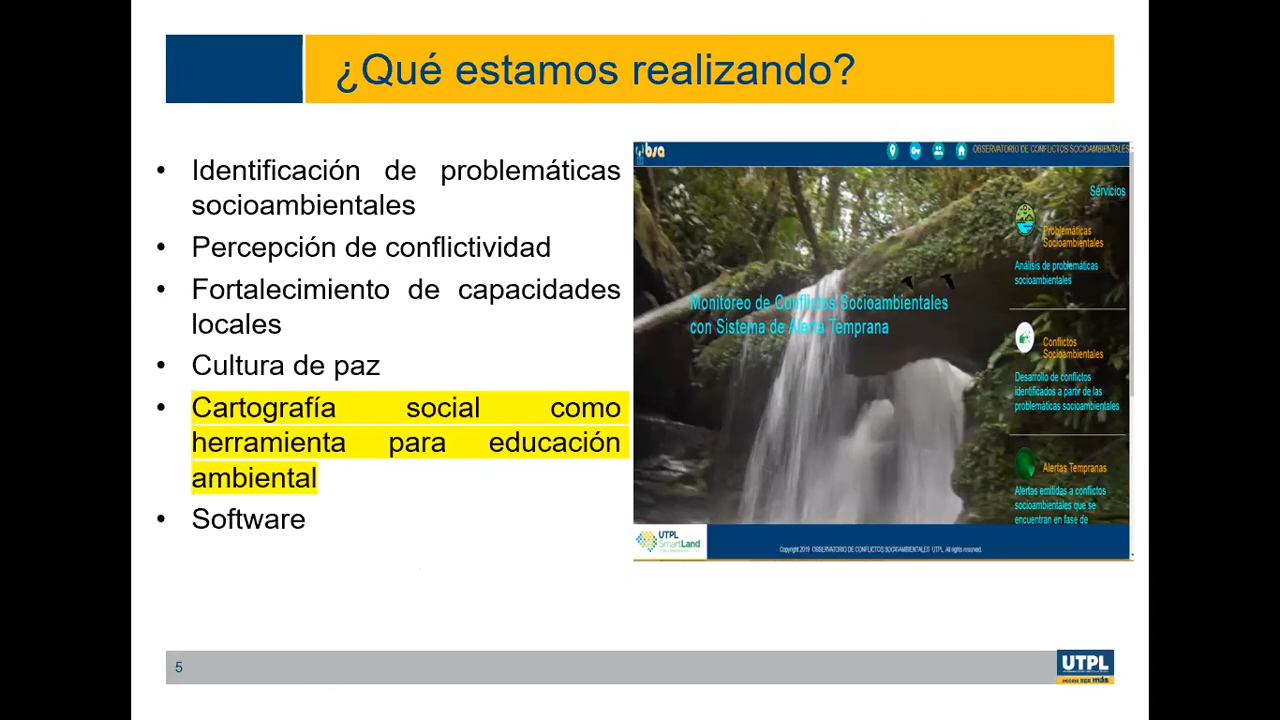 ¿Qué estamos realizando?
• Identificación de problemáticas
socioambientales
• Percepción de conflictividad
• Fortalecimiento de capacidades
locales
• Cultura de paz
• Cartografía social como
herramienta para educación
ambiental
• Software
bsa
OBSERVATORIO DE CONFLICTOS SOCIOAMBIENTALES
Servicios
Problemáticas
Socioambientales
Análisis de problemáticas
socioambientales
Monitoreo de Conflictos Socioambientales
con Sistema de Alerta Temprana
Conflictos
Socioambientales
Desarrollo de conflictos
identificados a partir de las
problemáticas socioambientales
Alertas Tempranas
Alertas emitidas a conflictos
socioambientales que se
encuentran en fase de
UTPL
SmartLand
Copyright 2019 OBSERVATORIO DE CONFLICTOS SOCIOAMBIENTALES UTPL. All rights reserved.
5
UTPL
DECIDE SER más